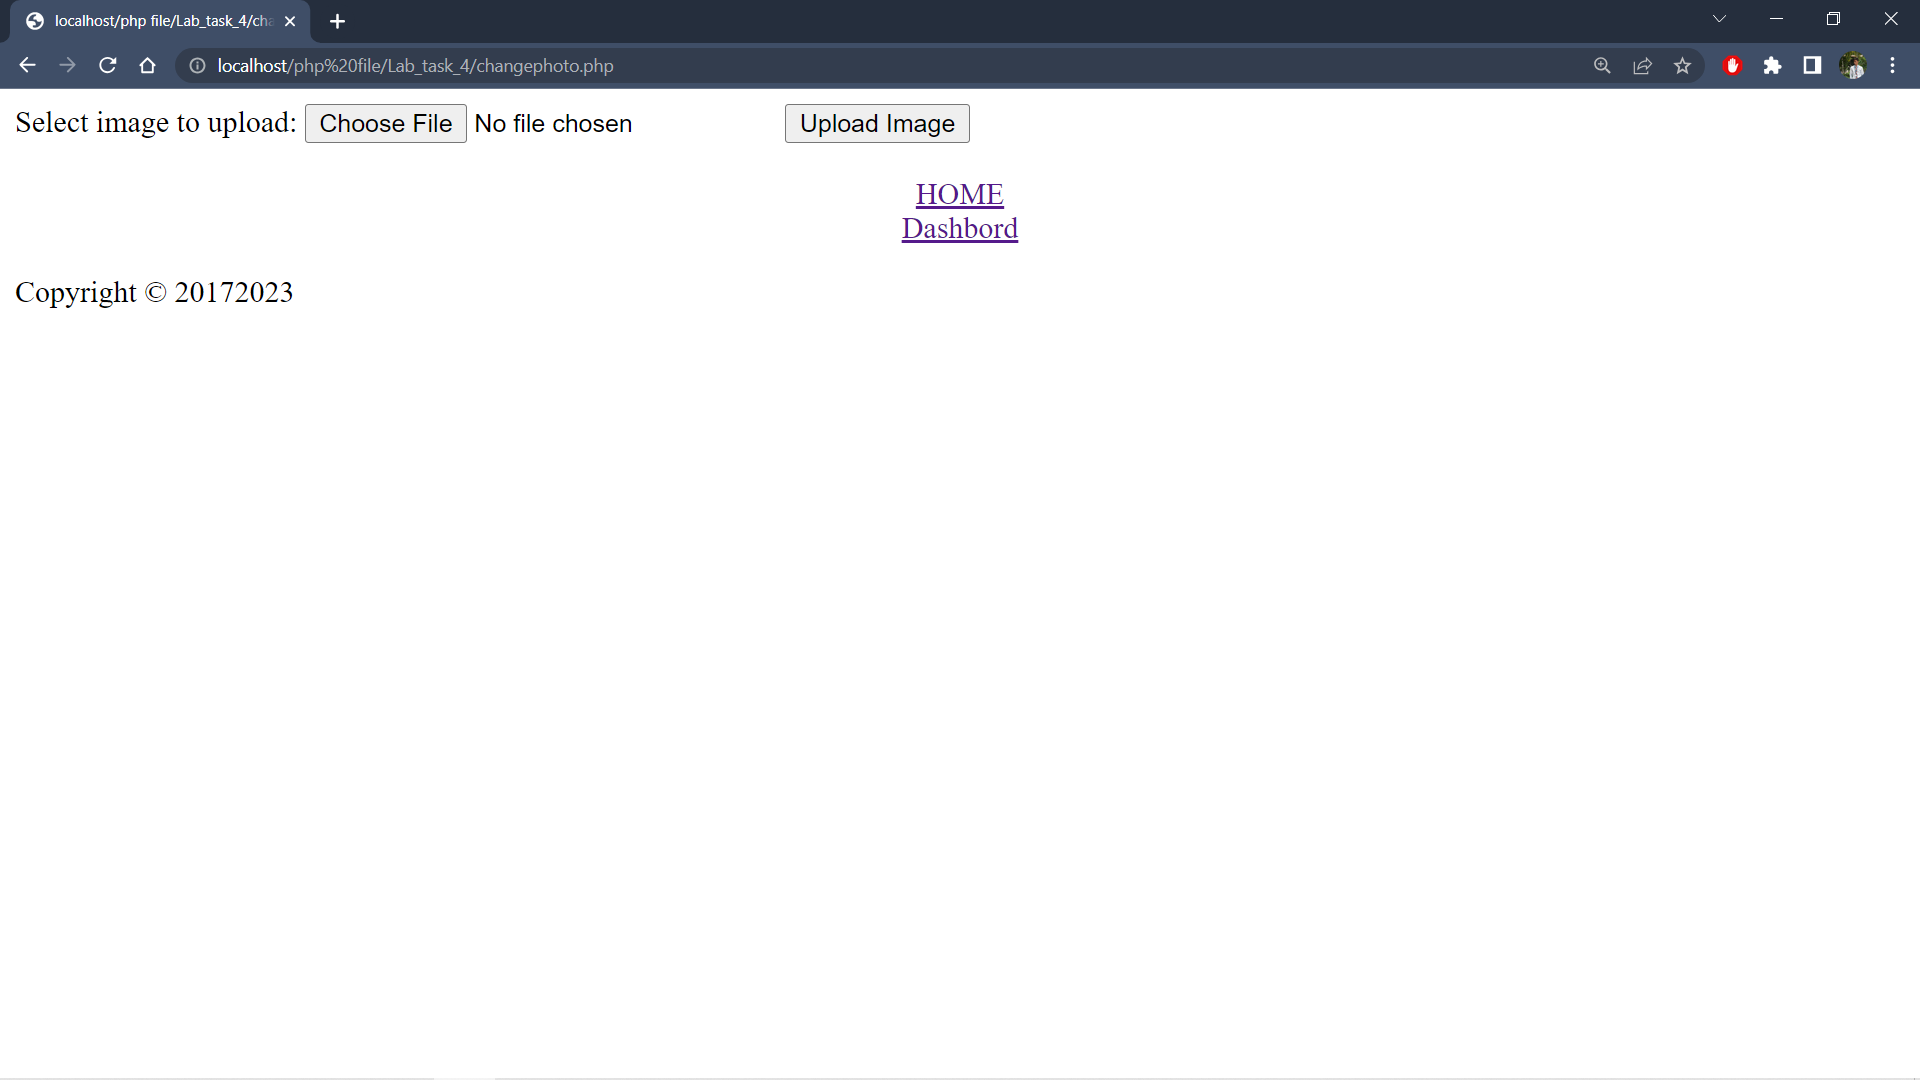 localhost/php file/Lab_task_4/cha
localhost/php%20file/Lab_task_4/changephoto.php
Select image to upload: Choose File No file chosen Upload Image
HOME
Dashbord
Copyright © 20172023